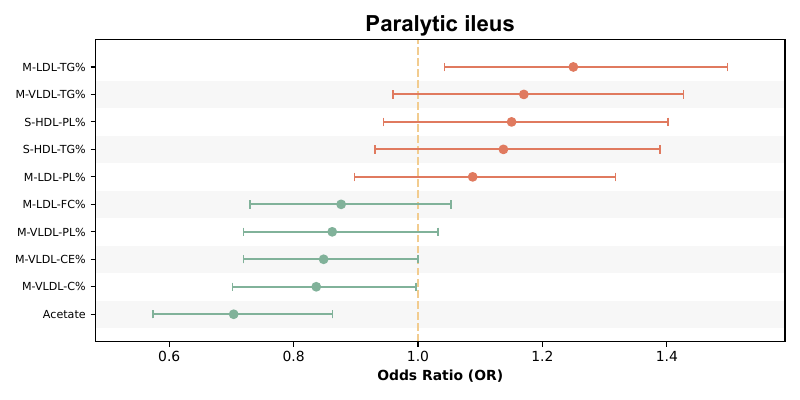 Paralytic ileus
M-LDL-TG%
M-VLDL-TG%
S-HDL-PL%
S-HDL-TG%
M-LDL-PL%
M-LDL-FC%
M-VLDL-PL%
M-VLDL-CE%
M-VLDL-C%
Acetate
0.6 0.8 1.0 1.2 1.4
Odds Ratio (OR)